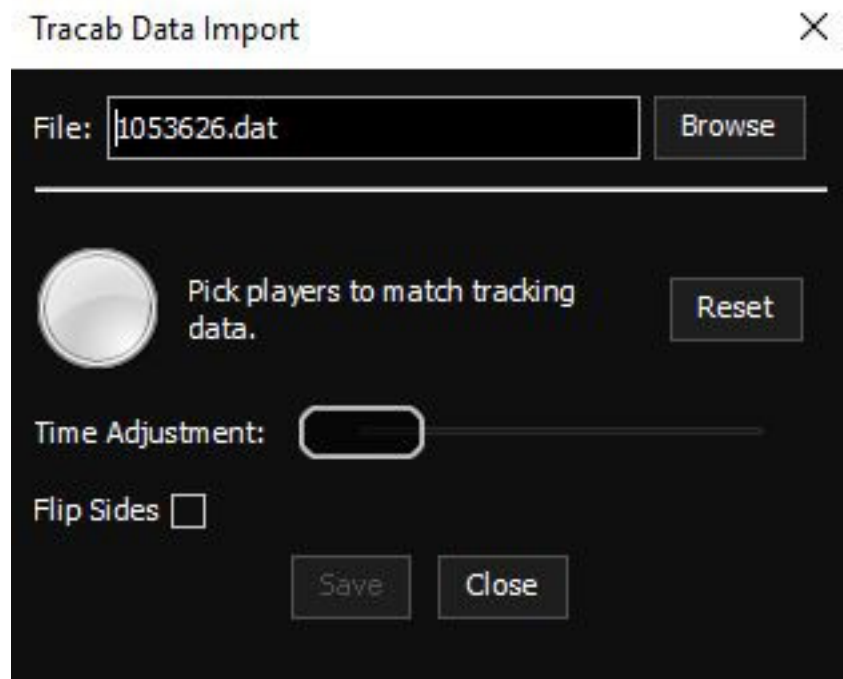 Tracab Data Import
File: 1053626.dat Browse
Pick players to match tracking
data.
Reset
Time Adjustment:
Flip Sides
Save Close